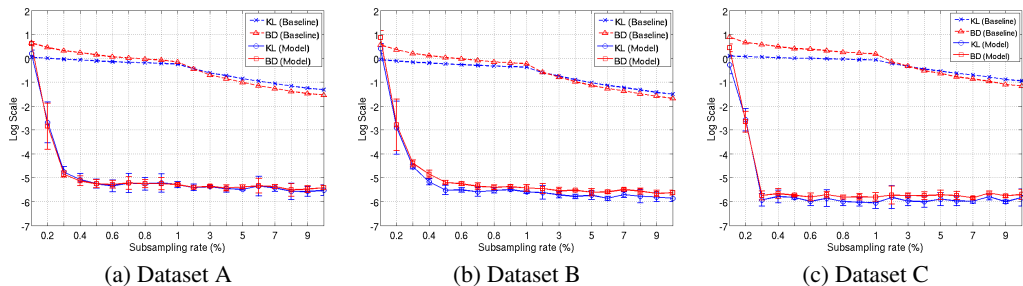 2
1
0
-1
-2
-3
-4
-5
-6
-7
Log Scale
0.2 0.4 0.6 0.8 1 3 5 7 9
Subsampling rate (%)
KL (Baseline)
BD (Baseline)
KL (Model)
BD (Model)
(a) Dataset A
2
1
0
-1
-2
-3
-4
-5
-6
-7
Log Scale
0.2 0.4 0.6 0.8 1 3 5 7 9
Subsampling rate (%)
KL (Baseline)
BD (Baseline)
KL (Model)
BD (Model)
(b) Dataset B
2
1
0
-1
-2
-3
-4
-5
-6
-7
Log Scale
0.2 0.4 0.6 0.8 1 3 5 7 9
Subsampling rate (%)
KL (Baseline)
BD (Baseline)
KL (Model)
BD (Model)
(c) Dataset C